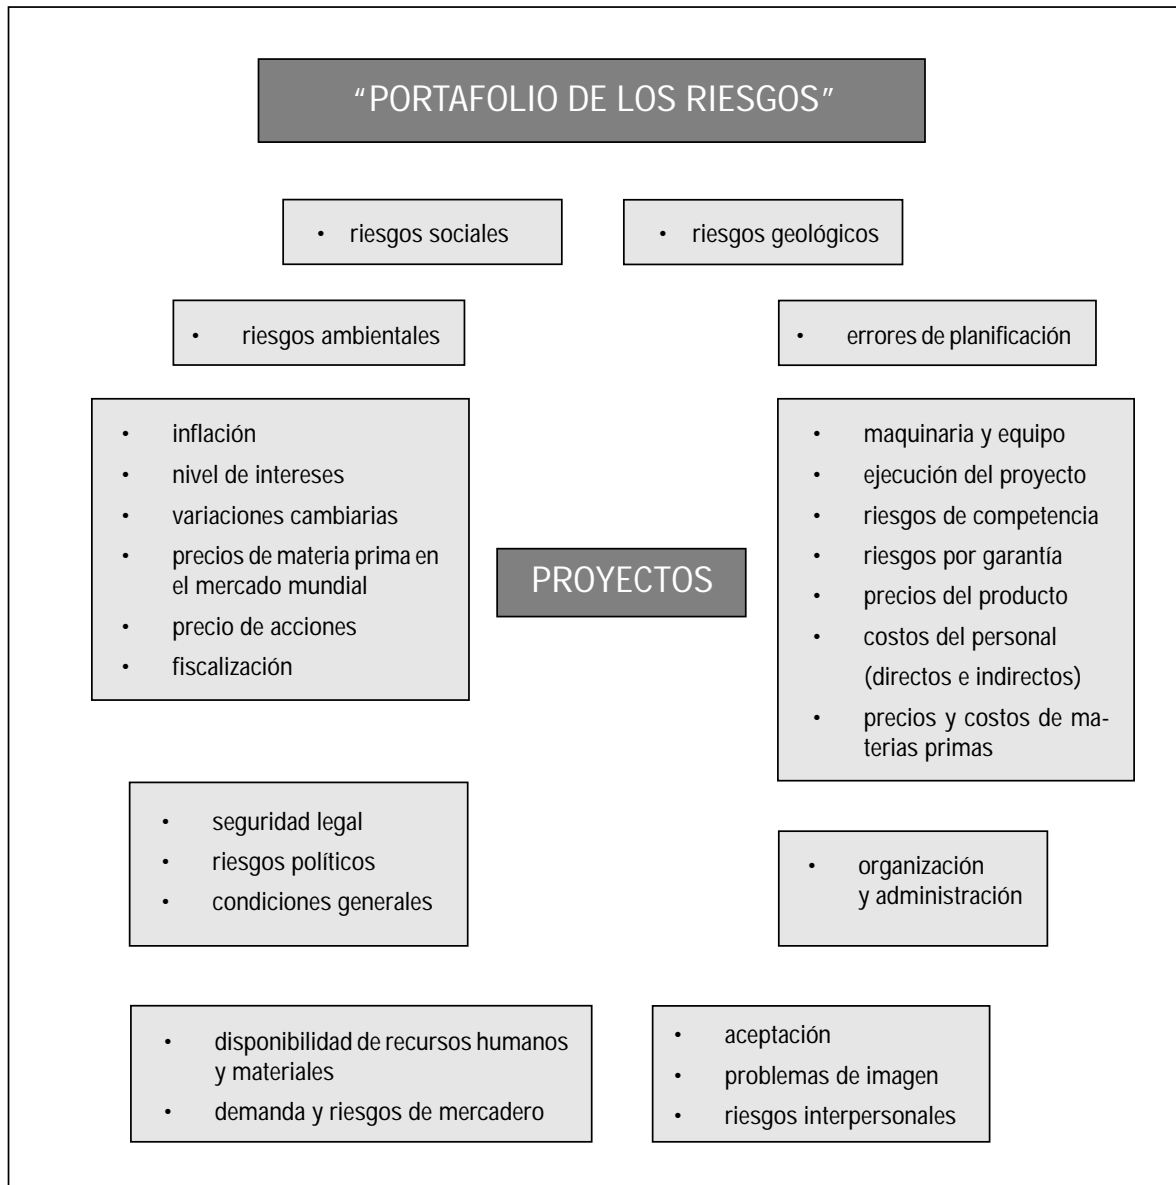 “PORTAFOLIO DE LOS RIESGOS”
• riesgos sociales
• riesgos geológicos
• riesgos ambientales
• errores de planificación
• inflación
• nivel de intereses
• variaciones cambiarias
• precios de materia prima en
el mercado mundial
• precio de acciones
• fiscalización
PROYECTOS
• maquinaria y equipo
• ejecución del proyecto
• riesgos de competencia
• riesgos por garantía
• precios del producto
• costos del personal
(directos e indirectos)
• precios y costos de ma-
terias primas
• seguridad legal
• riesgos políticos
• condiciones generales
• organización
y administración
• disponibilidad de recursos humanos
y materiales
• demanda y riesgos de mercadero
• aceptación
• problemas de imagen
• riesgos interpersonales